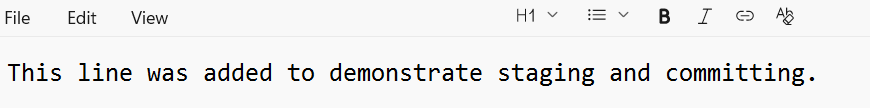 File Edit View H1 B I
This line was added to demonstrate staging and committing.